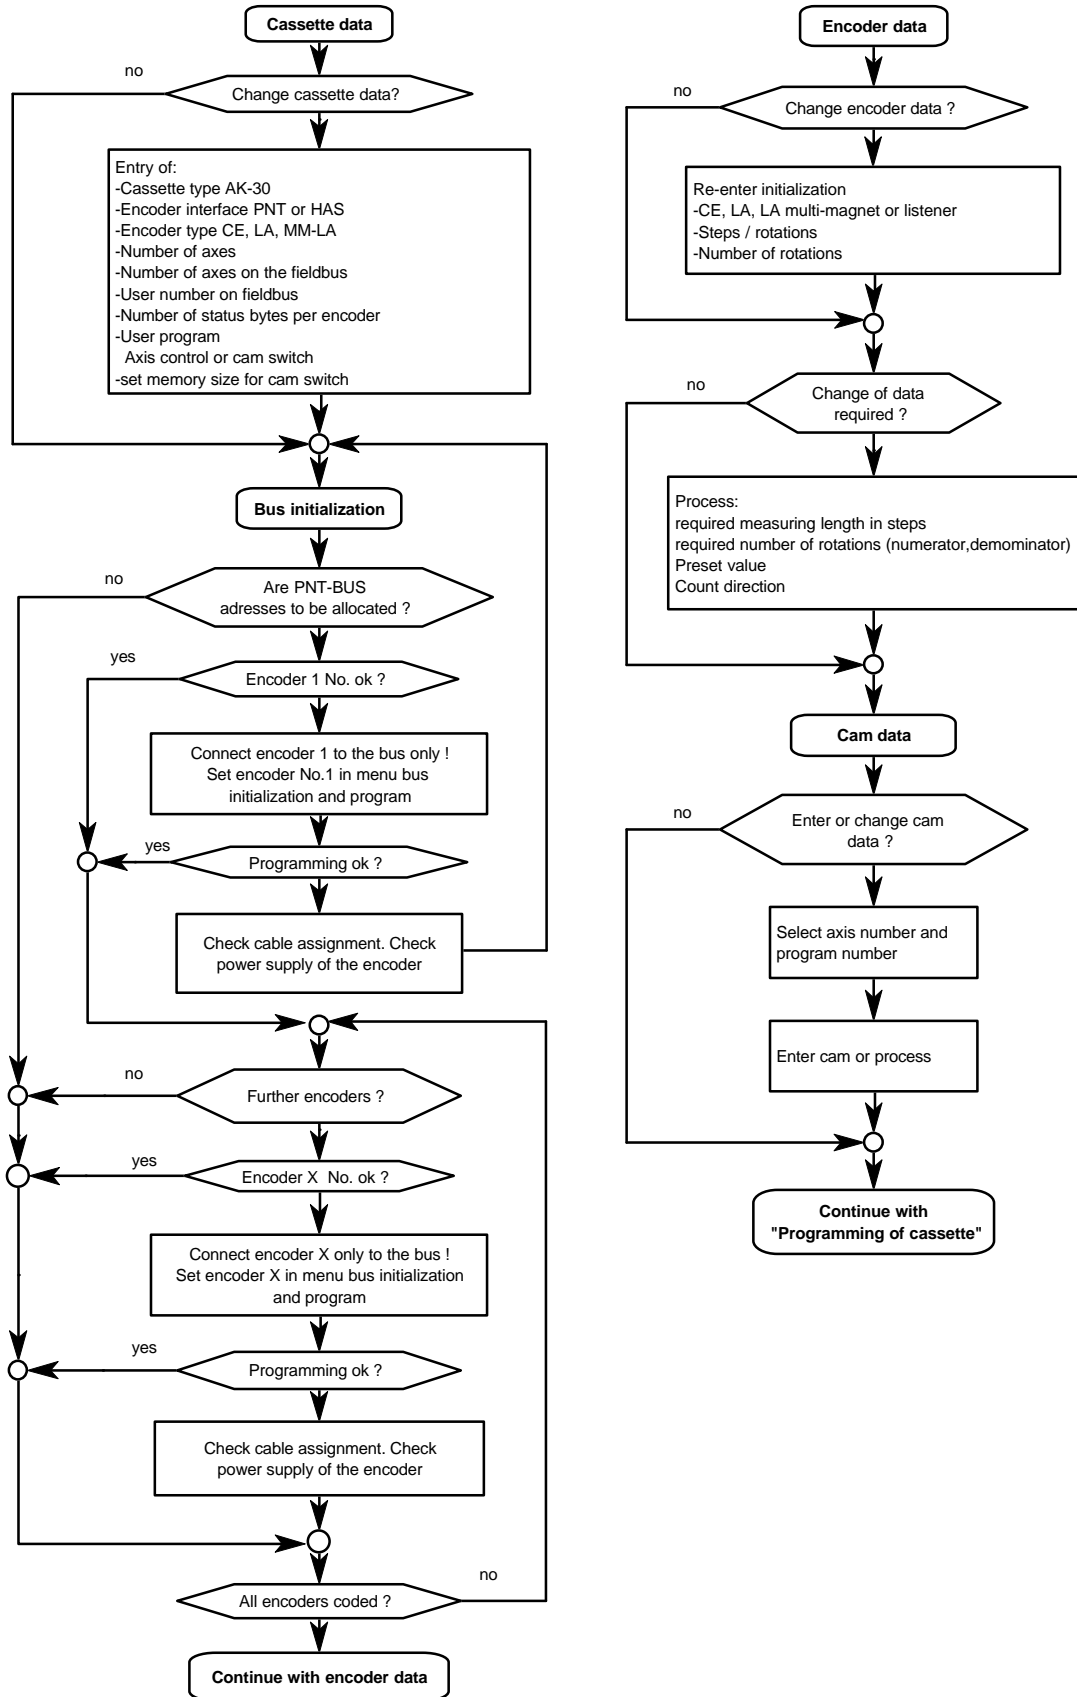 Cassette data
no
Change cassette data?
Entry of:
-Cassette type AK-30
-Encoder interface PNT or HAS
-Encoder type CE, LA, MM-LA
-Number of axes
-Number of axes on the fieldbus
-User number on fieldbus
-Number of status bytes per encoder
-User program
Axis control or cam switch
-set memory size for cam switch
Bus initialization
no
Are PNT-BUS
adresses to be allocated ?
yes
Encoder 1 No. ok ?
Connect encoder 1 to the bus only !
Set encoder No.1 in menu bus
initialization and program
yes
Programming ok ?
Check cable assignment. Check
power supply of the encoder
no
Further encoders ?
yes
Encoder X  No. ok ?
Connect encoder X only to the bus !
Set encoder X in menu bus initialization
and program
yes
Programming ok ?
Check cable assignment. Check
power supply of the encoder
no
All encoders coded ?
Continue with encoder data
Encoder data
no
Change encoder data ?
Re-enter initialization
-CE, LA, LA multi-magnet or listener
-Steps / rotations
-Number of rotations
no
Change of data
required ?
Process:
required measuring length in steps
required number of rotations (numerator,demominator)
Preset value
Count direction
Cam data
no
Enter or change cam
data ?
Select axis number and
program number
Enter cam or process
Continue with
"Programming of cassette"